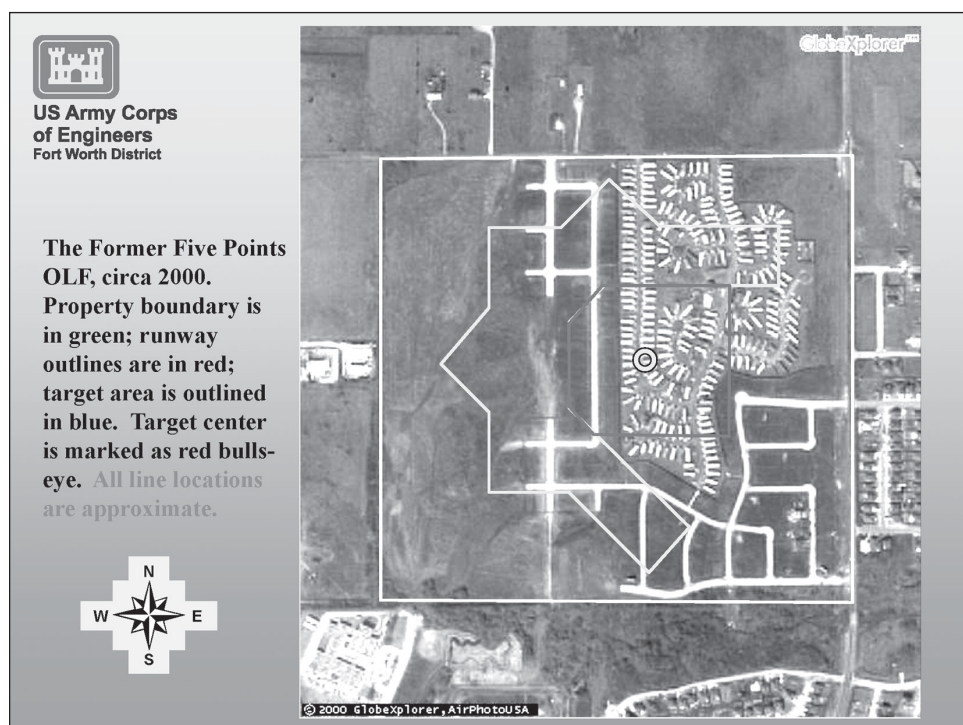 US Army Corps
of Engineers
Fort Worth District
GlobeXplorer™
The Former Five Points
OLF, circa 2000.
Property boundary is
in green; runway
outlines are in red;
target area is outlined
in blue. Target center
is marked as red bulls-
eye. All line locations
are approximate.
N
W E
S
© 2000 GlobeXplorer, AirPhotoUSA